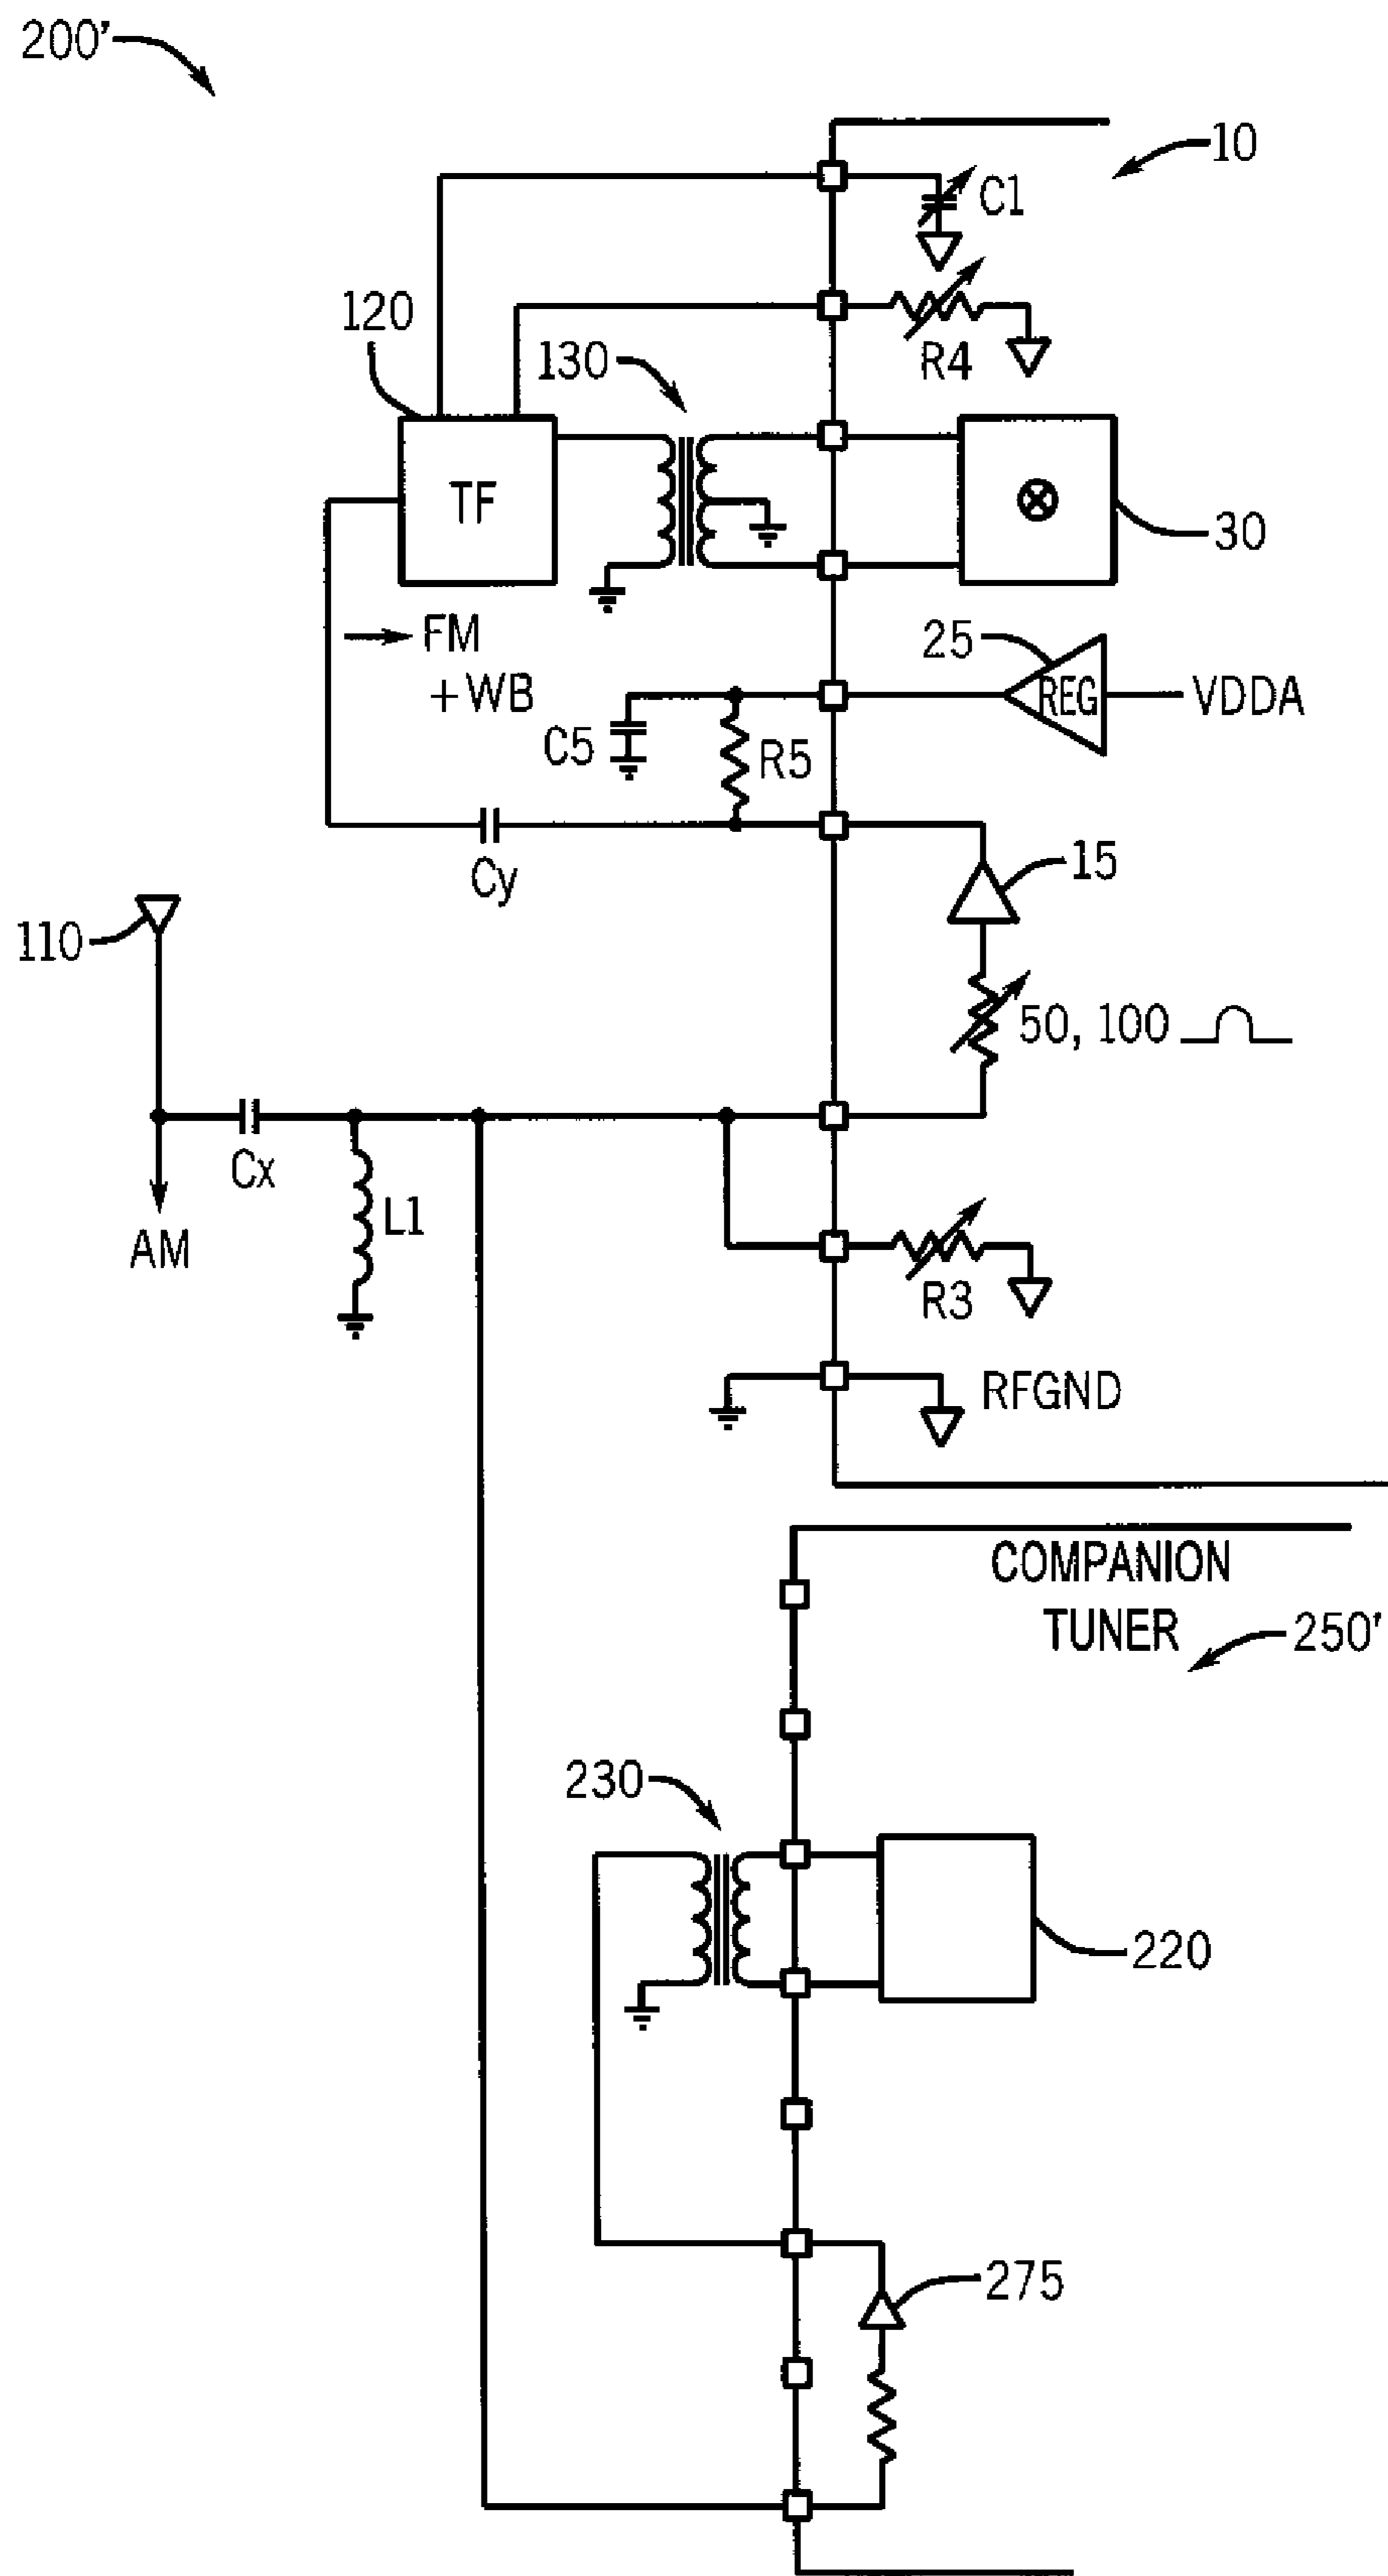 200'
10
C1
120
130
R4
TF
30
FM
+WB
25
REG
VDDA
C5
R5
Cy
15
110
50, 100
Cx
L1
AM
R3
RFGND
COMPANION
TUNER
250'
230
220
275